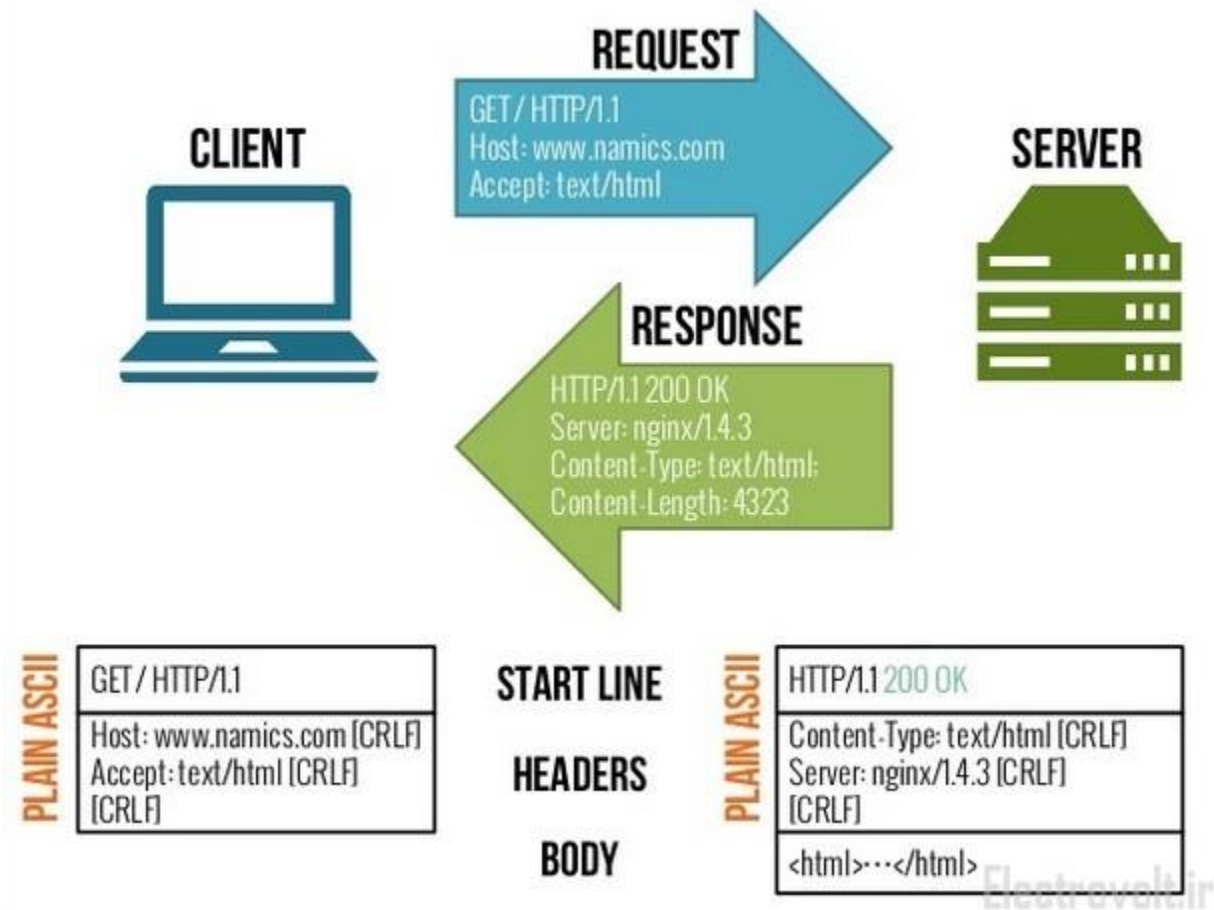 REQUEST
GET / HTTP/1.1
Host: www.namics.com
Accept: text/html
CLIENT
SERVER
RESPONSE
HTTP/1.1 200 OK
Server: nginx/1.4.3
Content-Type: text/html;
Content-Length: 4323
PLAIN ASCII
GET / HTTP/1.1
Host: www.namics.com [CRLF]
Accept: text/html [CRLF]
[CRLF]
START LINE
HEADERS
BODY
PLAIN ASCII
HTTP/1.1 200 OK
Content-Type: text/html [CRLF]
Server: nginx/1.4.3 [CRLF]
[CRLF]
<html>···</html>
Electrovolt.ir